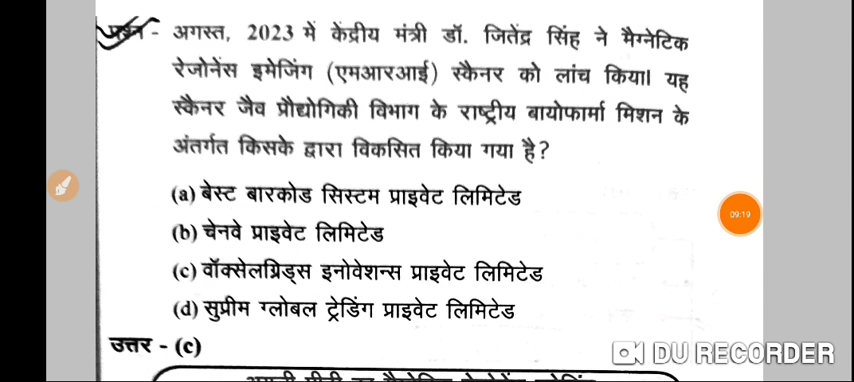 प्रश्न - अगस्त, 2023 में केंद्रीय मंत्री डॉ. जितेंद्र सिंह ने मैग्नेटिक
रेजोनेंस इमेजिंग (एमआरआई) स्कैनर को लांच किया। यह
स्कैनर जैव प्रौद्योगिकी विभाग के राष्ट्रीय बायोफार्मा मिशन के
अंतर्गत किसके द्वारा विकसित किया गया है?
(a) बेस्ट बारकोड सिस्टम प्राइवेट लिमिटेड
09:19
(b) चेनवे प्राइवेट लिमिटेड
(c) वॉक्सेलग्रिड्स इनोवेशन्स प्राइवेट लिमिटेड
(d) सुप्रीम ग्लोबल ट्रेडिंग प्राइवेट लिमिटेड
उत्तर - (c)
DU RECORDER